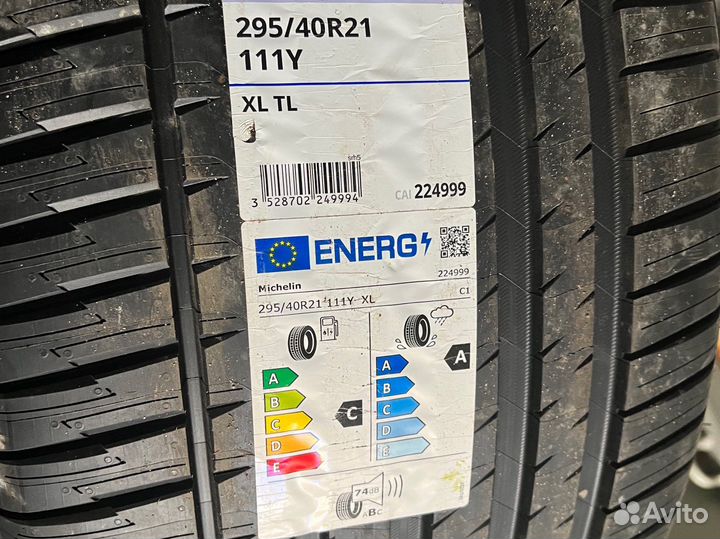 295/40R21
111Y
XL TL
srh5
3 528702 249994
CAI 224999
ENERG
224999
Michelin
295/40R21 111Y XL
C1
A
A
B
C
D
E
C
A
B
C
D
E
74dB
ABC
Avito